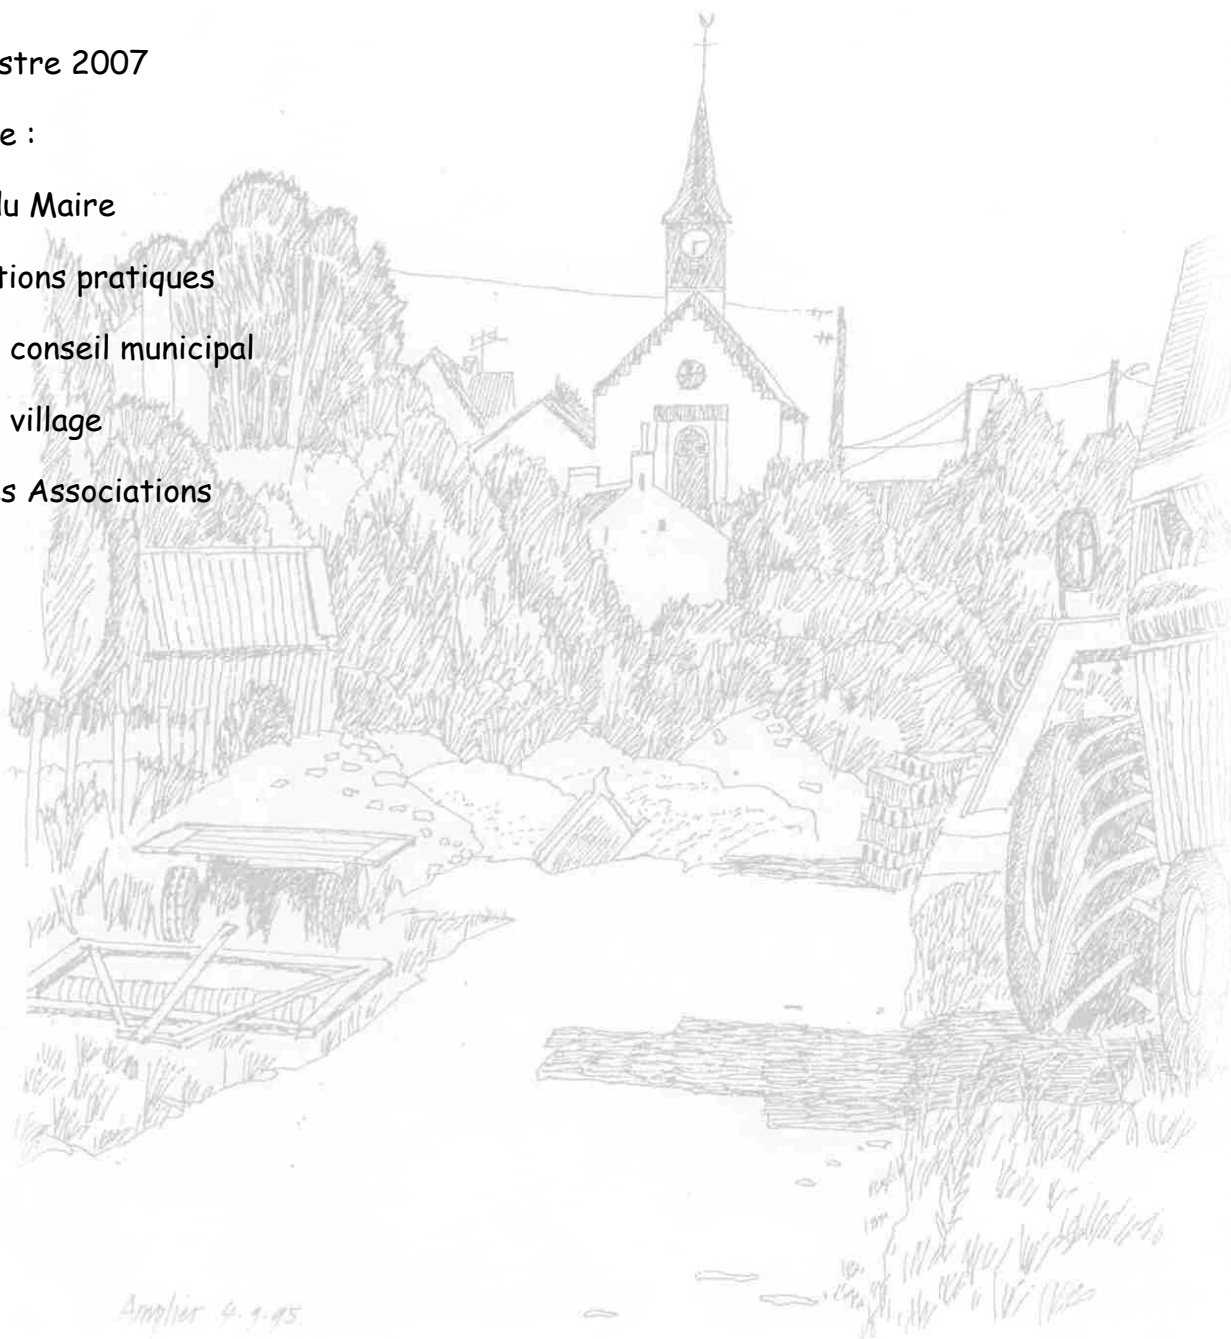 stre 2007
e :
du Maire
tions pratiques
conseil municipal
village
s Associations
Amplier 4-9-95